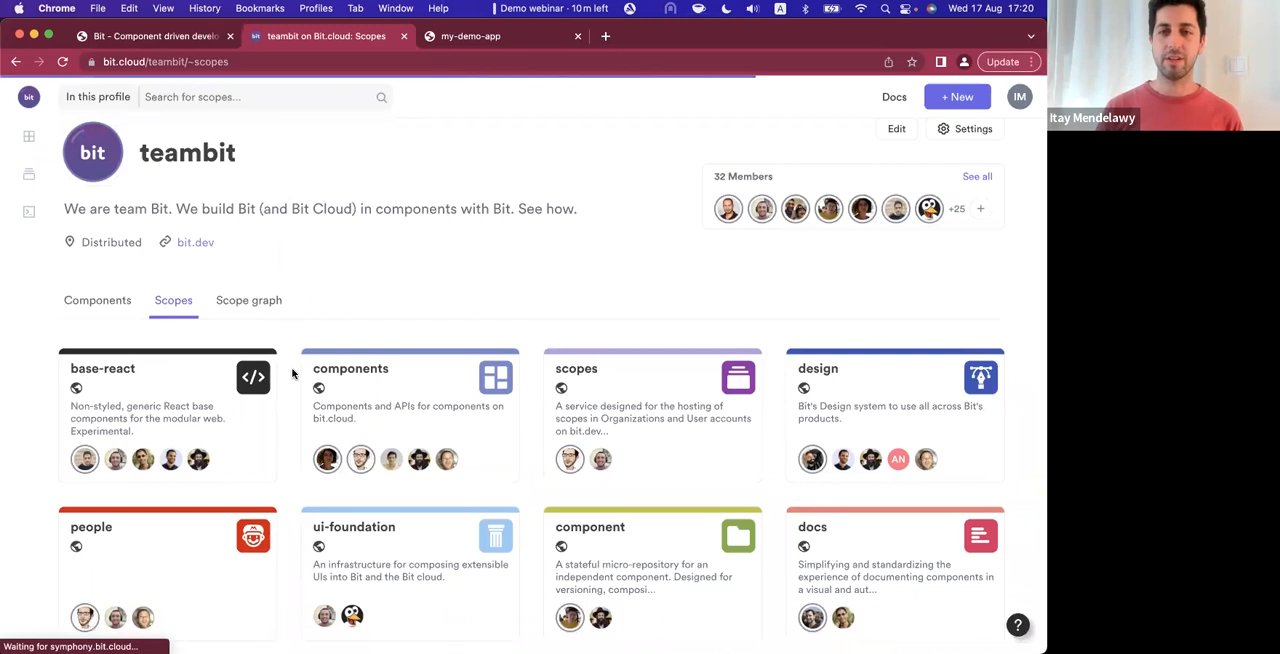 Chrome File Edit View History Bookmarks Profiles Tab Window Help
Demo webinar · 10 m left
A
Wed 17 Aug 17:20
Bit - Component driven develo
bit
teambit on Bit.cloud: Scopes
my-demo-app
bit.cloud/teambit/~scopes
Update
bit
In this profile
Search for scopes...
Docs
+ New
IM
Itay Mendelawy
Edit
Settings
bit
teambit
32 Members
See all
+25
We are team Bit. We build Bit (and Bit Cloud) in components with Bit. See how.
Distributed
bit.dev
Components
Scopes
Scope graph
base-react
Non-styled, generic React base
components for the modular web.
Experimental.
components
Components and APIs for components on
bit.cloud.
scopes
A service designed for the hosting of
scopes in Organizations and User accounts
on bit.dev...
design
Bit's Design system to use all across Bit's
products.
AN
people
ui-foundation
An infrastructure for composing extensible
UIs into Bit and the Bit cloud.
component
A stateful micro-repository for an
independent component. Designed for
versioning, composi...
docs
Simplifying and standardizing the
experience of documenting components in
a visual and aut...
?
Waiting for symphony.bit.cloud...